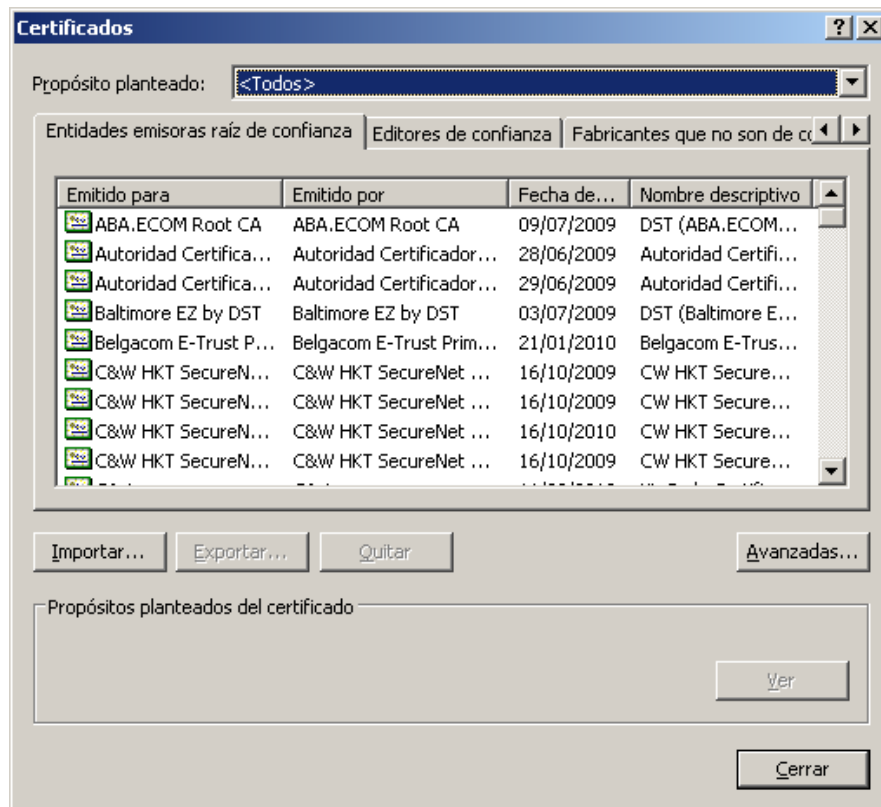 Certificados
Propósito planteado: <Todos>
Entidades emisoras raíz de confianza Editores de confianza Fabricantes que no son de co
Emitido para Emitido por Fecha de... Nombre descriptivo
ABA.ECOM Root CA ABA.ECOM Root CA 09/07/2009 DST (ABA.ECOM...
Autoridad Certifica... Autoridad Certificador... 28/06/2009 Autoridad Certifi...
Autoridad Certifica... Autoridad Certificador... 29/06/2009 Autoridad Certifi...
Baltimore EZ by DST Baltimore EZ by DST 03/07/2009 DST (Baltimore E...
Belgacom E-Trust P... Belgacom E-Trust Prim... 21/01/2010 Belgacom E-Trus...
C&W HKT SecureN... C&W HKT SecureNet ... 16/10/2009 CW HKT Secure...
C&W HKT SecureN... C&W HKT SecureNet ... 16/10/2009 CW HKT Secure...
C&W HKT SecureN... C&W HKT SecureNet ... 16/10/2010 CW HKT Secure...
C&W HKT SecureN... C&W HKT SecureNet ... 16/10/2009 CW HKT Secure...
Importar... Exportar... Quitar Avanzadas...
Propósitos planteados del certificado
Ver
Cerrar